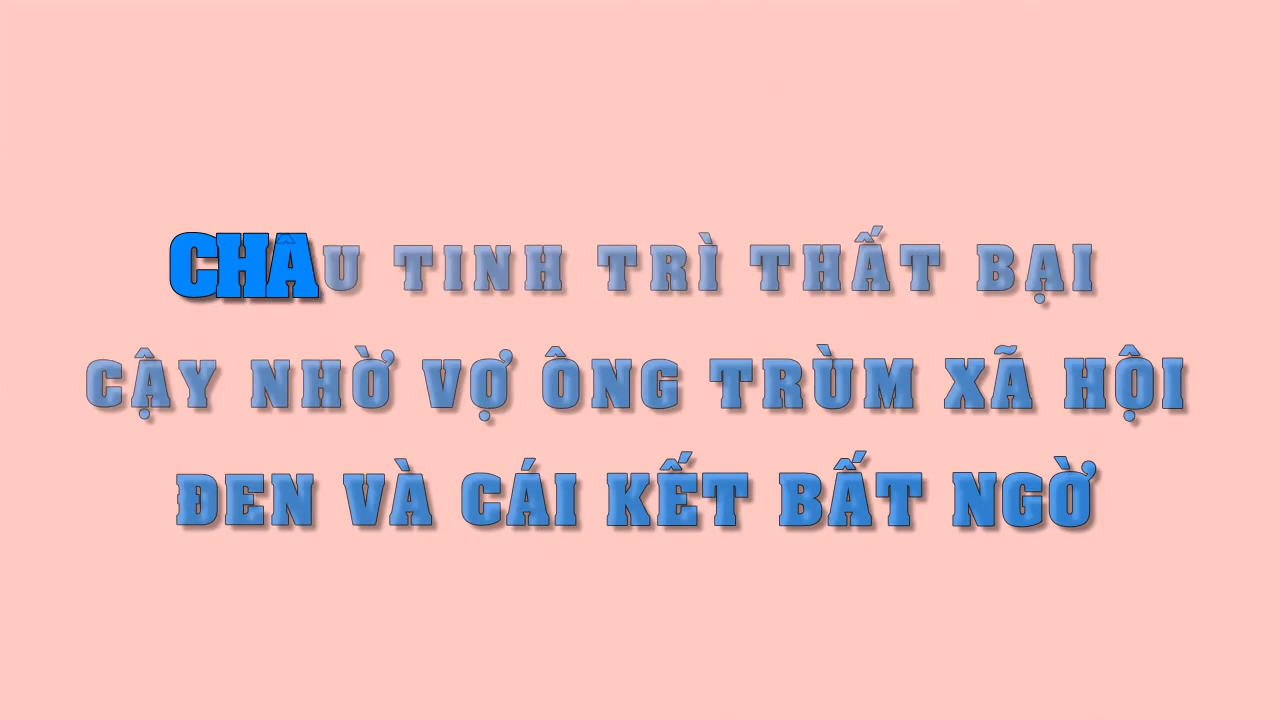 CHÂU TINH TRÌ THẤT BẠI
CẬY NHỜ VỢ ÔNG TRÙM XÃ HỘI
ĐEN VÀ CÁI KẾT BẤT NGỜ